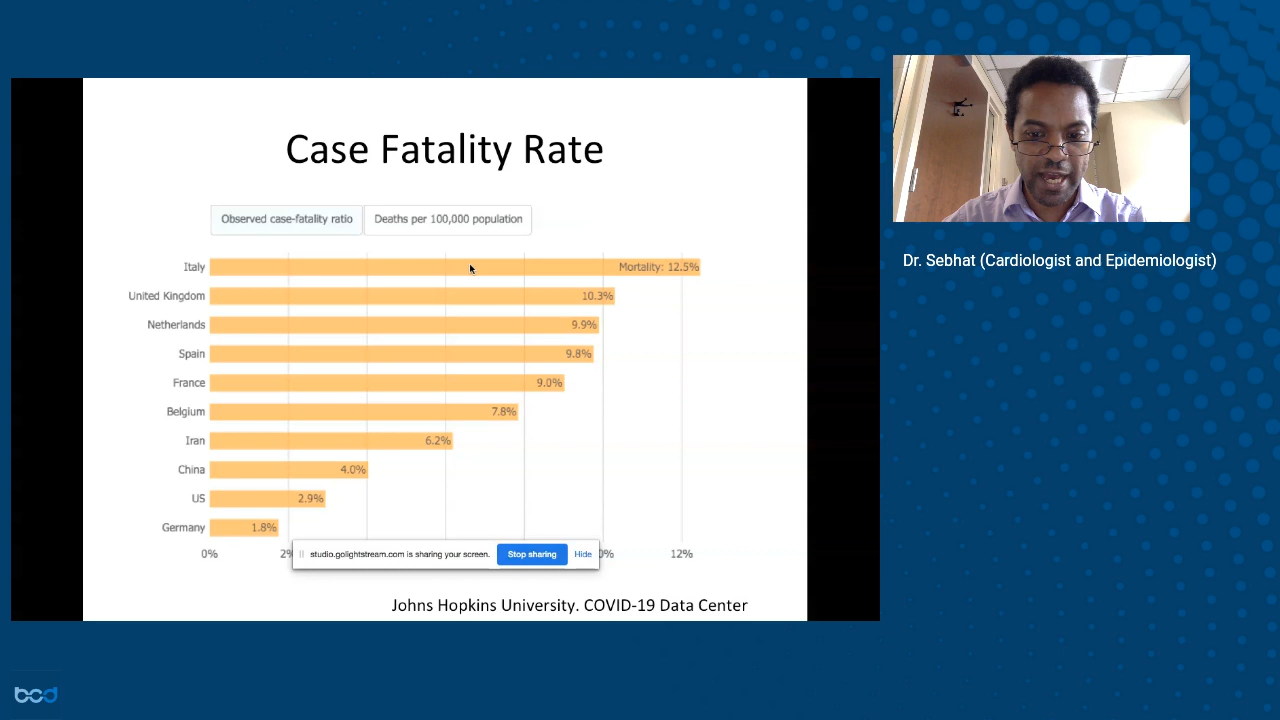 Case Fatality Rate
Observed case-fatality ratio
Deaths per 100,000 population
Italy Mortality: 12.5%
United Kingdom 10.3%
Netherlands 9.9%
Spain 9.8%
France 9.0%
Belgium 7.8%
Iran 6.2%
China 4.0%
US 2.9%
Germany 1.8%
0% 2% 0% 12%
studio.golightstream.com is sharing your screen. Stop sharing Hide
Johns Hopkins University. COVID-19 Data Center
Dr. Sebhat (Cardiologist and Epidemiologist)
bcd